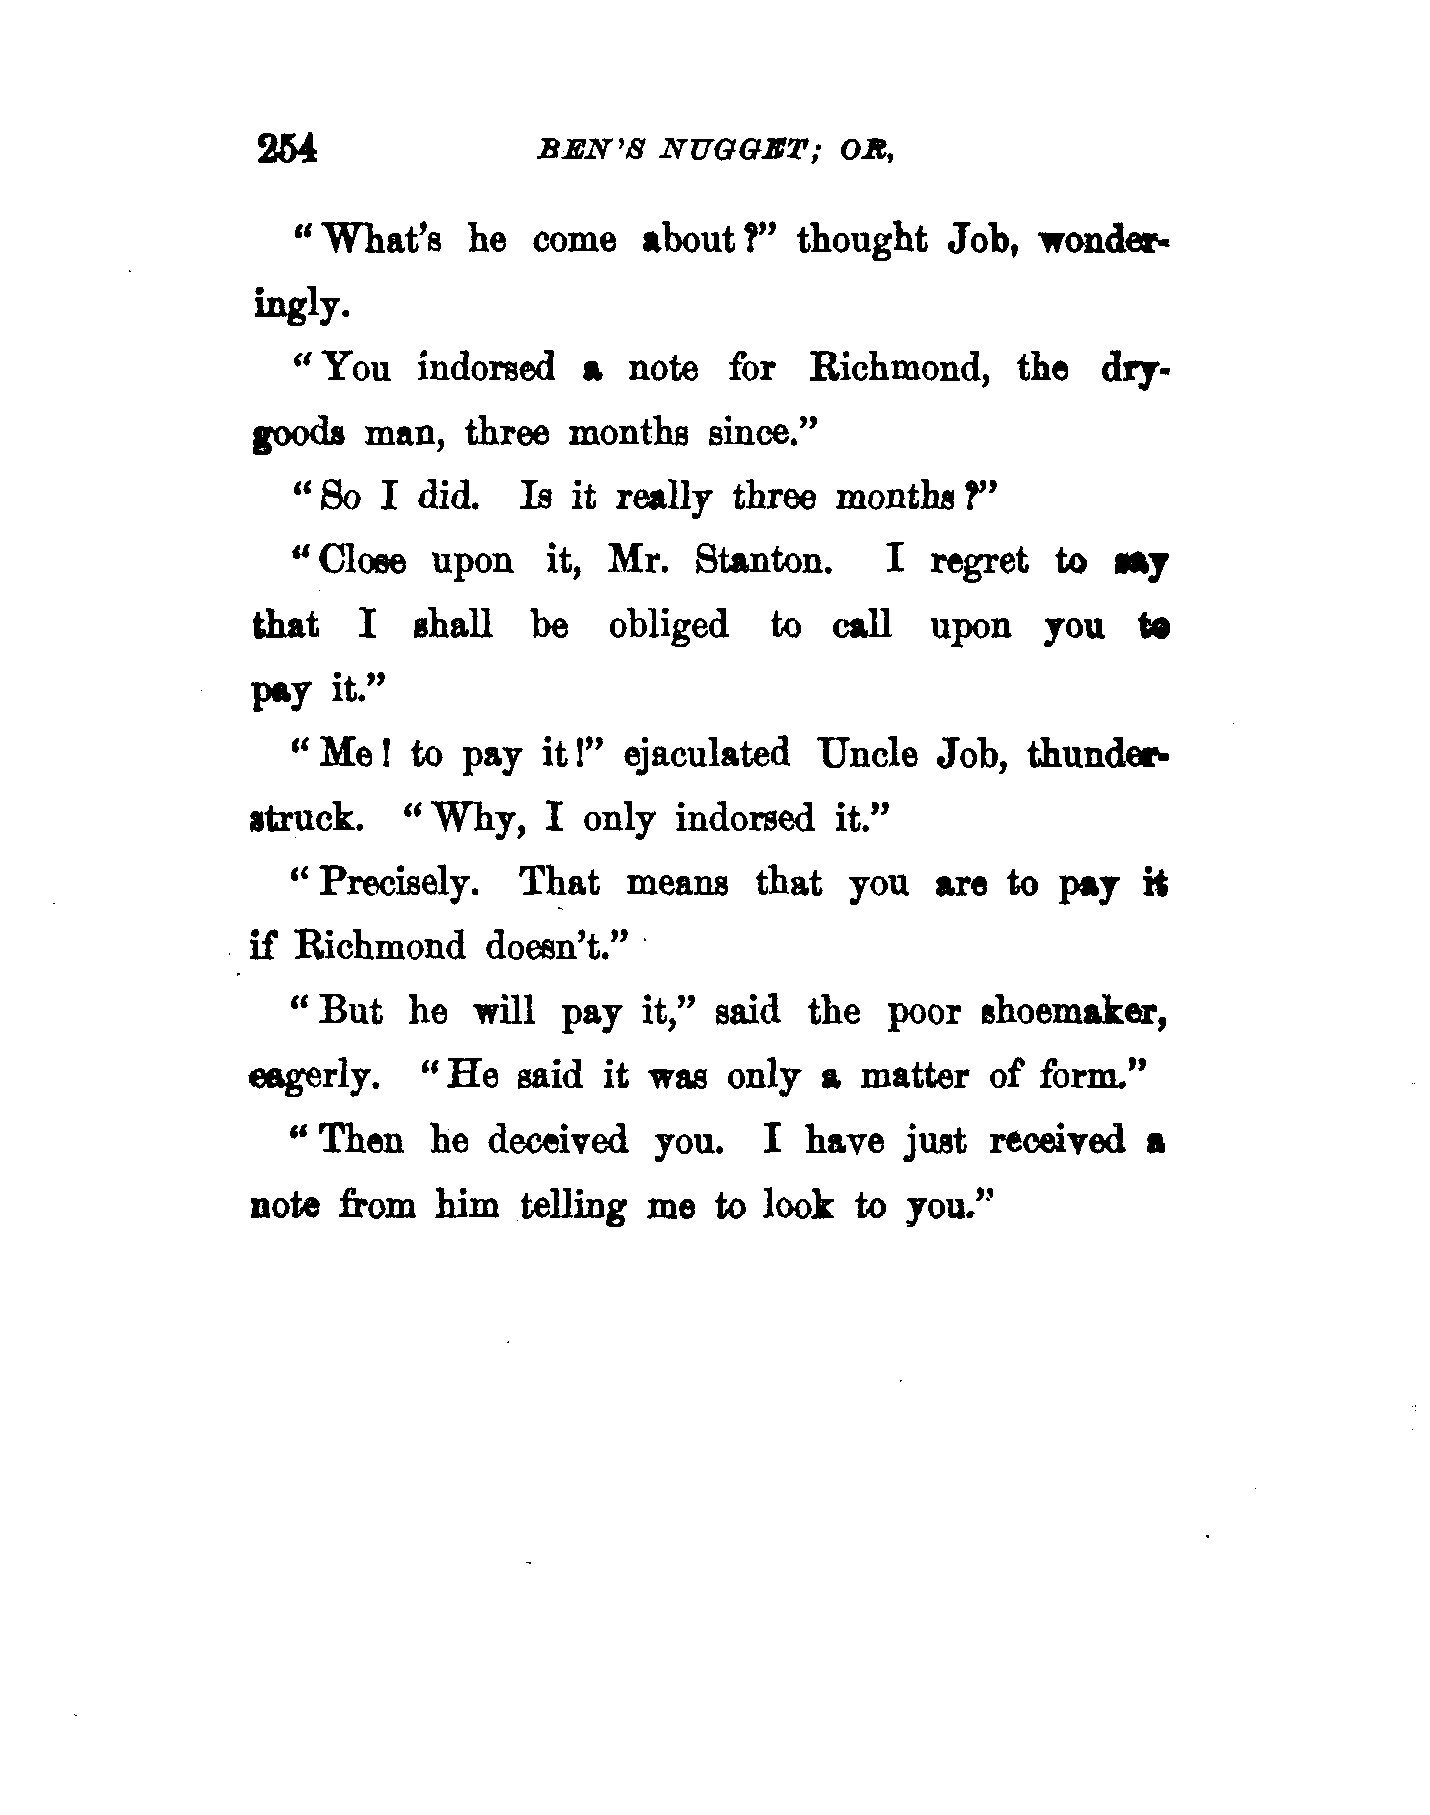 254 BEN'S NUGGET; OR,
"What's he come about?" thought Job, wonder-
ingly.
"You indorsed a note for Richmond, the dry-
goods man, three months since."
"So I did. Is it really three months?"
"Close upon it, Mr. Stanton. I regret to say
that I shall be obliged to call upon you to
pay it."
"Me! to pay it!" ejaculated Uncle Job, thunder-
struck. "Why, I only indorsed it."
"Precisely. That means that you are to pay it
if Richmond doesn't."
"But he will pay it," said the poor shoemaker,
eagerly. "He said it was only a matter of form."
"Then he deceived you. I have just received a
note from him telling me to look to you."